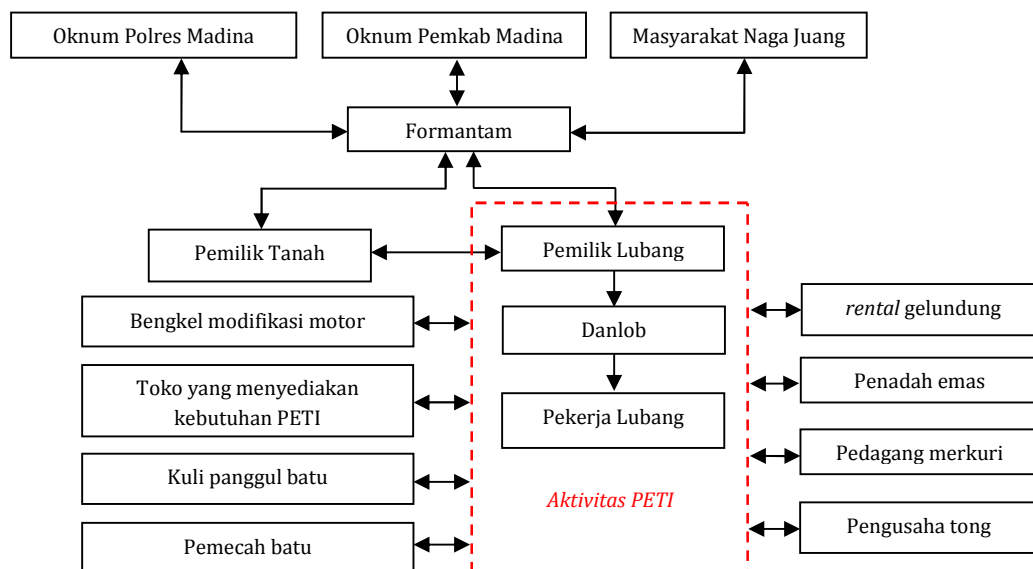 Oknum Polres Madina
Oknum Pemkab Madina
Masyarakat Naga Juang
Formantam
Pemilik Tanah
Pemilik Lubang
Bengkel modifikasi motor
Danlob
rental gelundung
Toko yang menyediakan
kebutuhan PETI
Penadah emas
Pekerja Lubang
Kuli panggul batu
Pedagang merkuri
Aktivitas PETI
Pemecah batu
Pengusaha tong